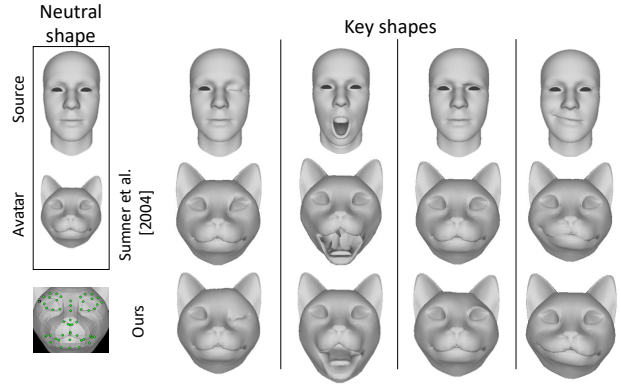 Neutral
shape
Key shapes
Source
Avatar
Sumner et al.
[2004]
Ours